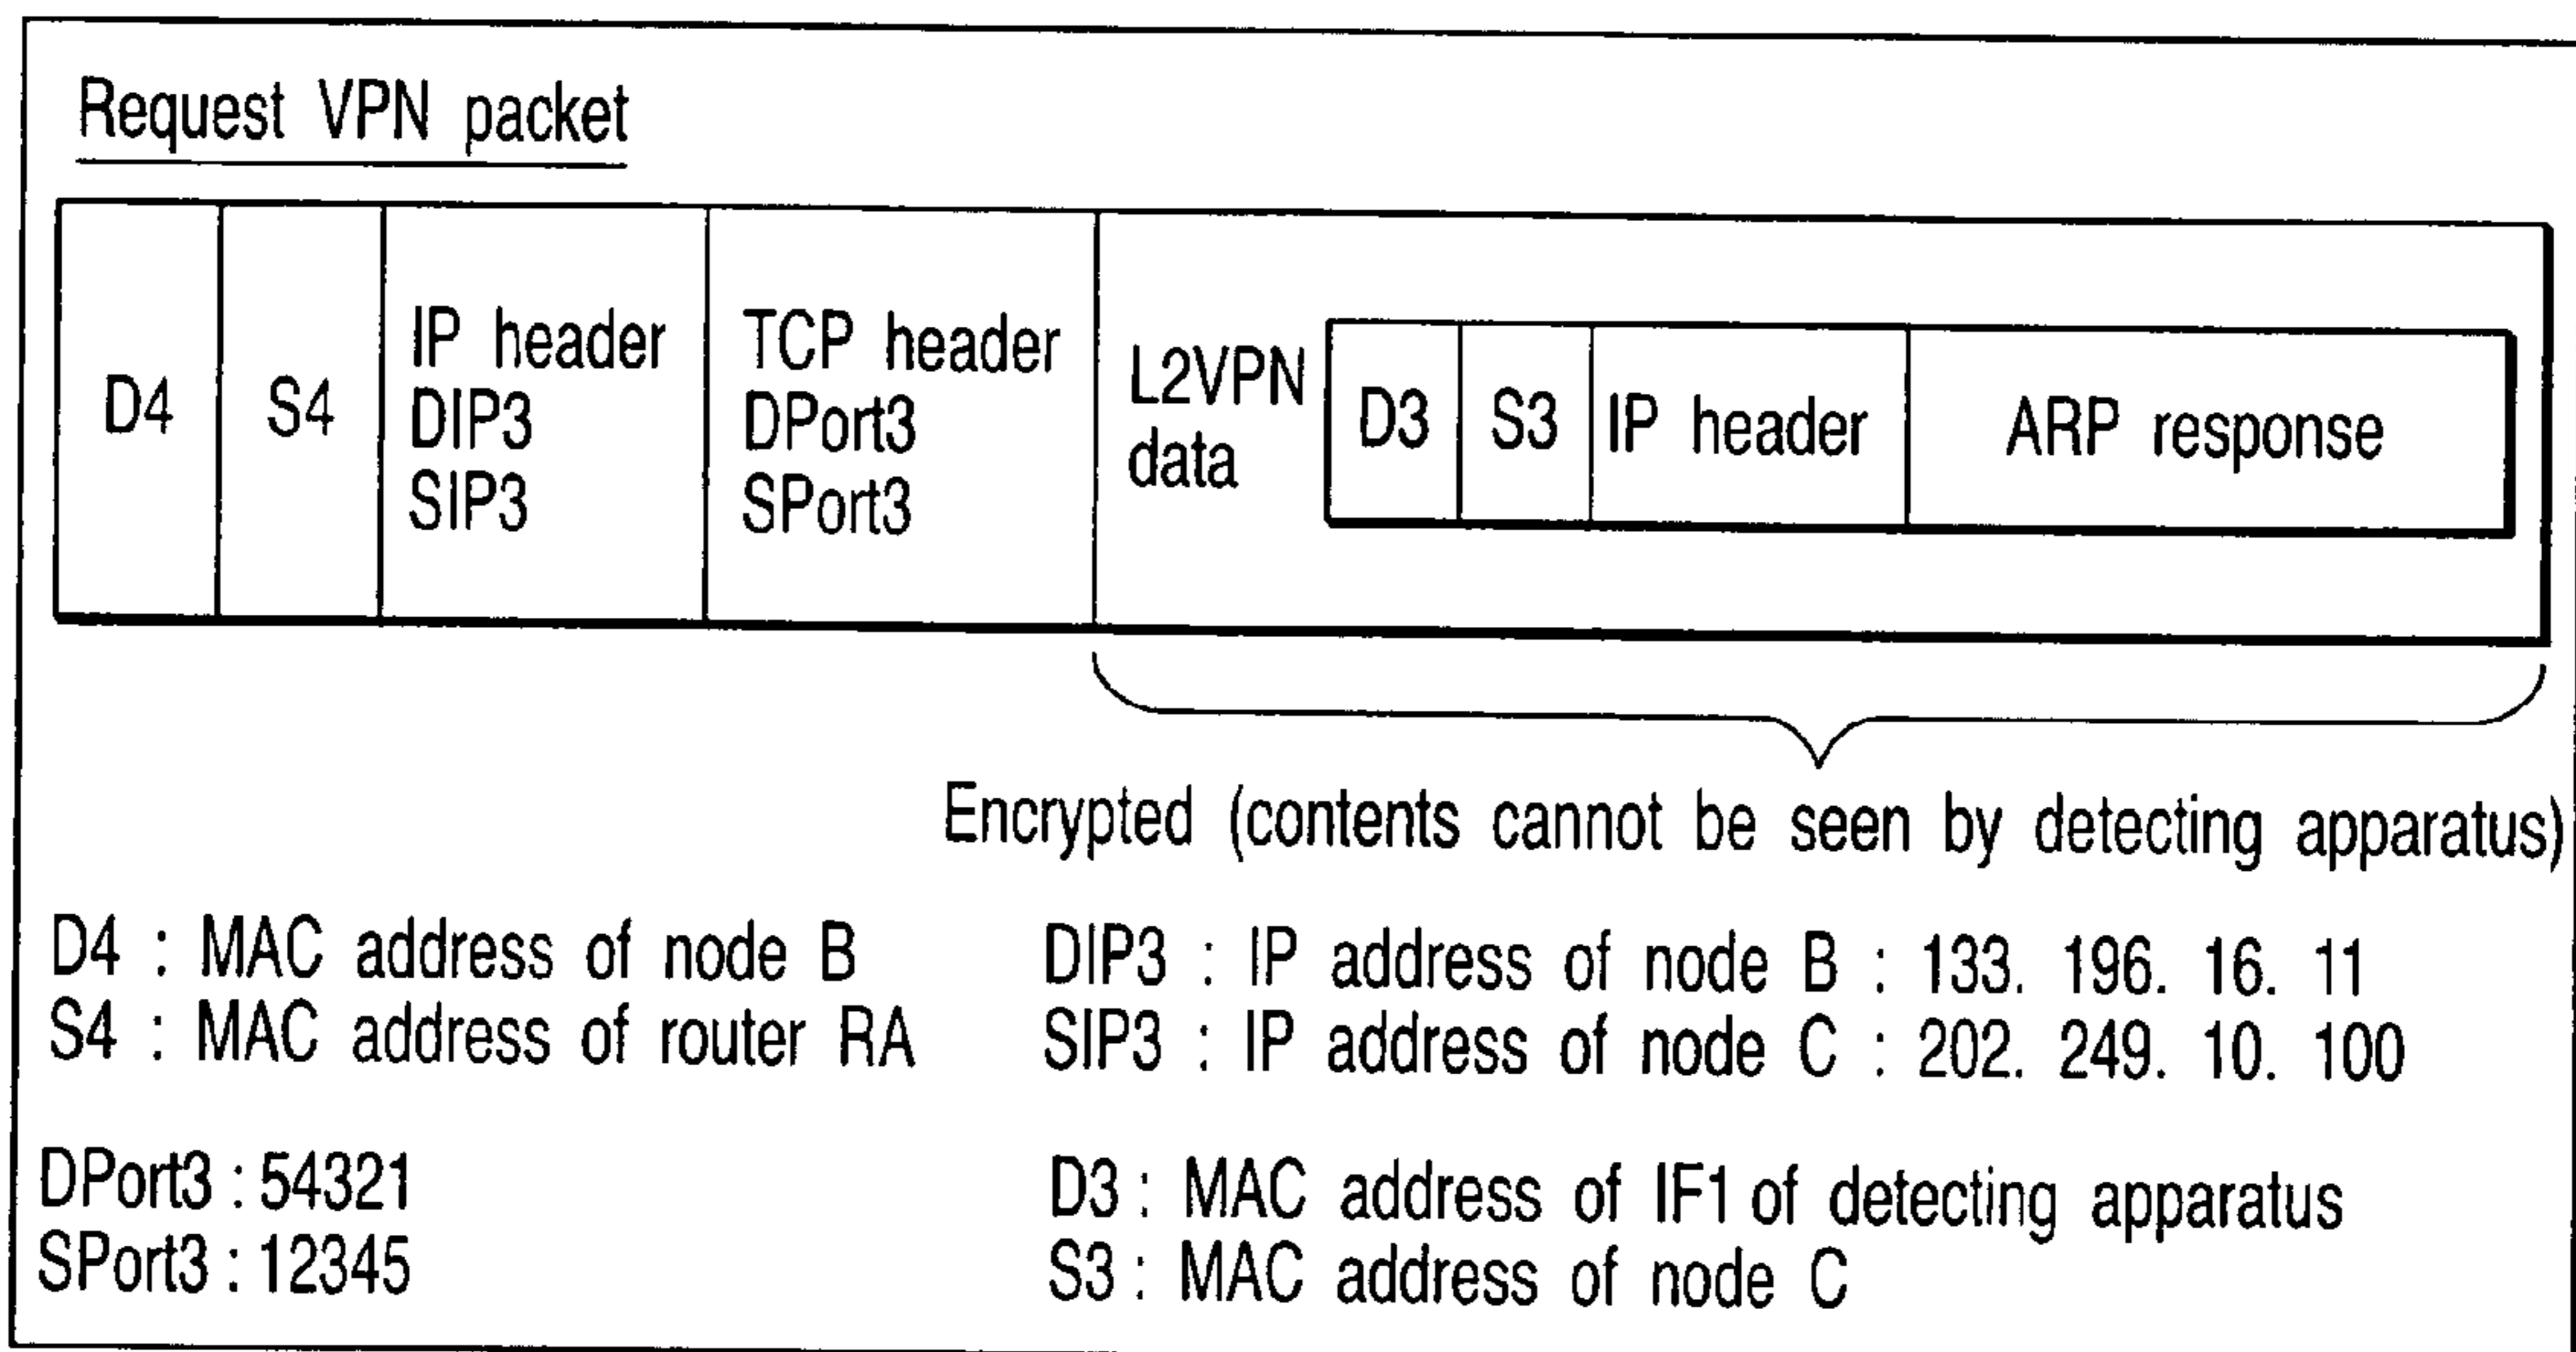 Request VPN packet
D4
S4
IP header
DIP3
SIP3
TCP header
DPort3
SPort3
L2VPN
data
D3
S3
IP header
ARP response
Encrypted (contents cannot be seen by detecting apparatus)
D4 : MAC address of node B
S4 : MAC address of router RA
DIP3 : IP address of node B : 133. 196. 16. 11
SIP3 : IP address of node C : 202. 249. 10. 100
DPort3 : 54321
SPort3 : 12345
D3 : MAC address of IF1 of detecting apparatus
S3 : MAC address of node C